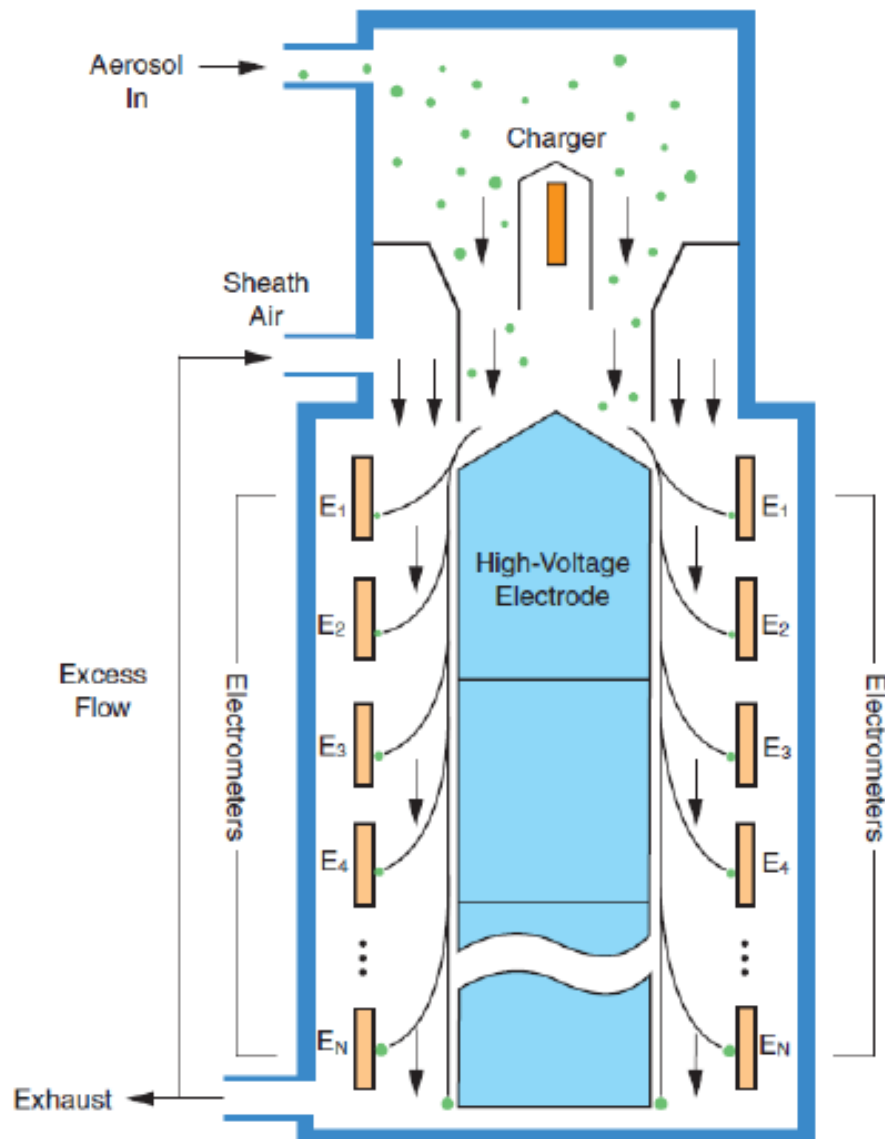 Aerosol
In
Charger
Sheath
Air
E1
E1
High-Voltage
Electrode
E2
E2
Excess
Flow
Electrometers
Electrometers
E3
E3
E4
E4
EN
EN
Exhaust